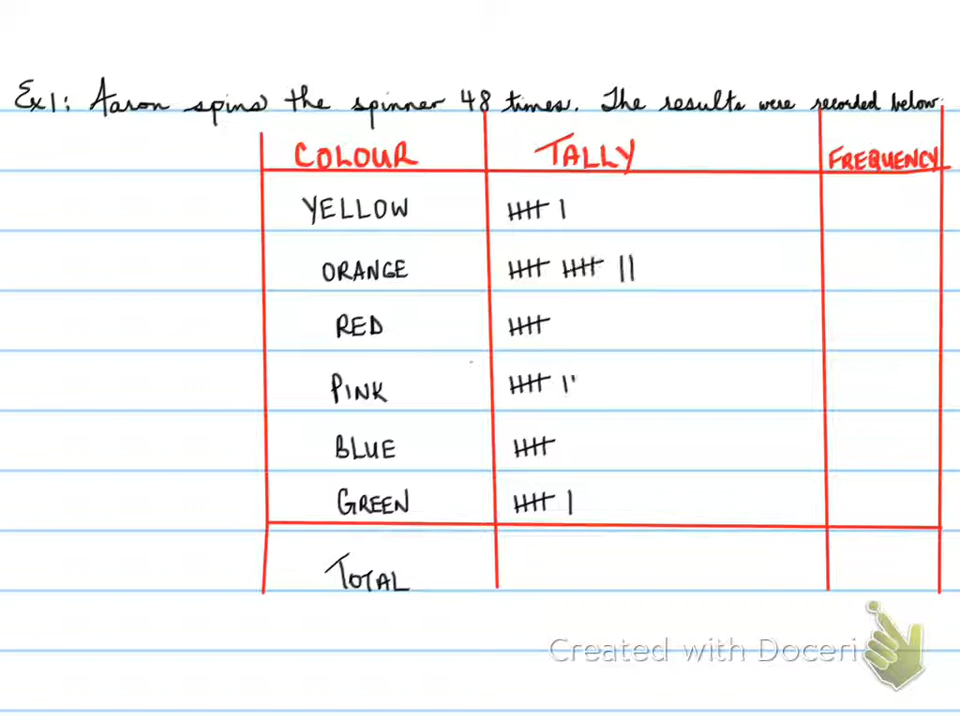 Ex1: Aaron spins the spinner 48 times. The results were recorded below.
COLOUR TALLY FREQUENCY
YELLOW
ORANGE
RED
PINK
BLUE
GREEN
TOTAL
Created with Doceri